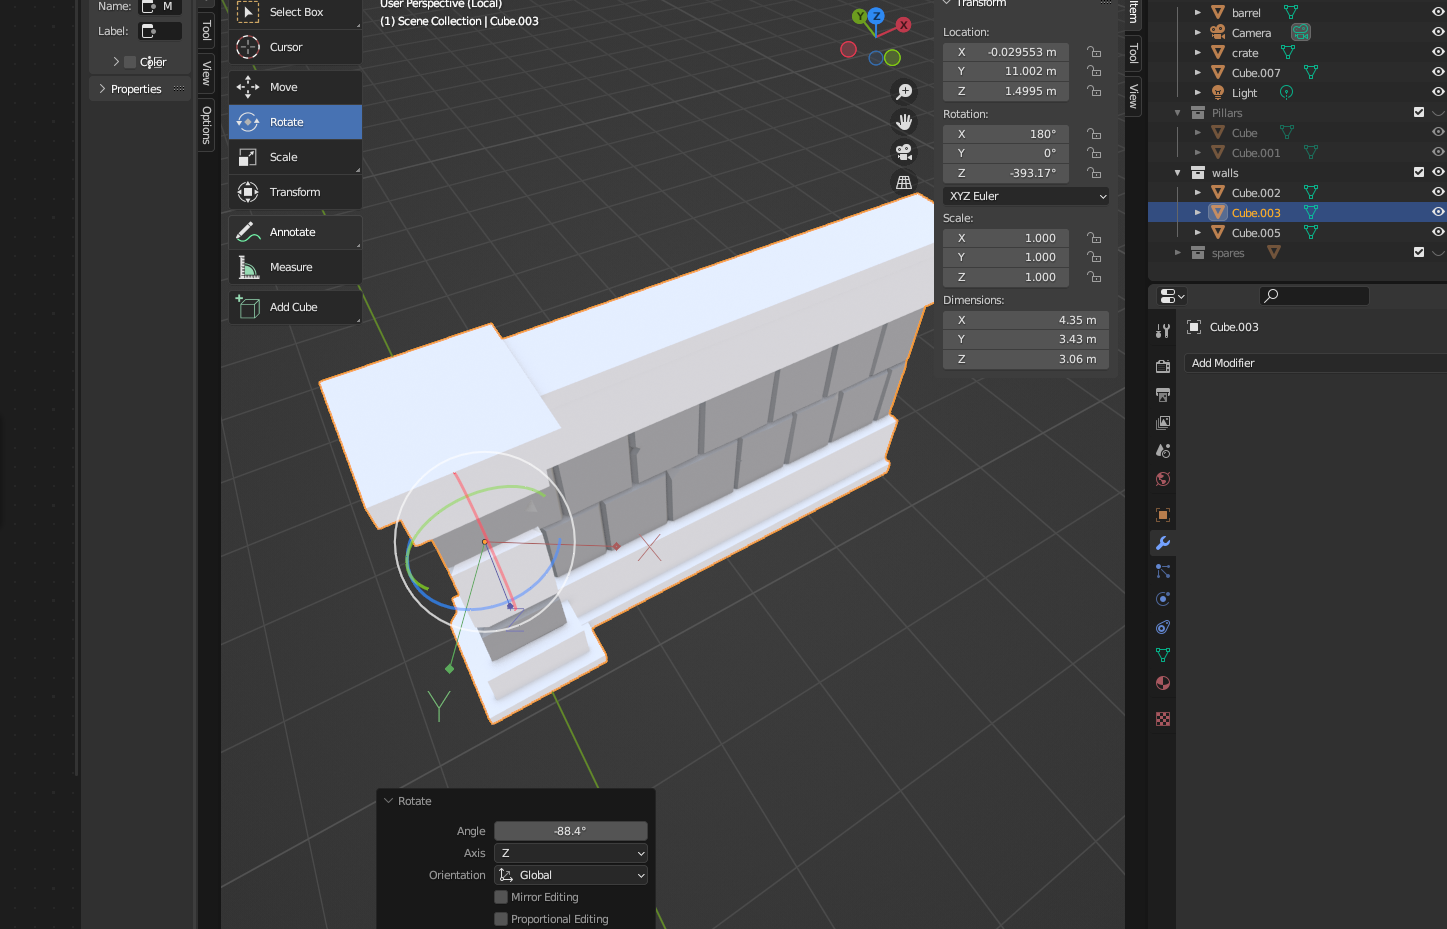 Name: M
Label:
Color
Properties
Tool
View
Options
Select Box
Cursor
Move
Rotate
Scale
Transform
Annotate
Measure
Add Cube
User Perspective (Local)
(1) Scene Collection | Cube.003
Y
Z
X
X
Y
Z
Rotate
Angle -88.4°
Axis Z
Orientation Global
Mirror Editing
Proportional Editing
Transform
Location:
X -0.029553 m
Y 11.002 m
Z 1.4995 m
Rotation:
X 180°
Y 0°
Z -393.17°
XYZ Euler
Scale:
X 1.000
Y 1.000
Z 1.000
Dimensions:
X 4.35 m
Y 3.43 m
Z 3.06 m
Item
Tool
View
barrel
Camera
crate
Cube.007
Light
Pillars
Cube
Cube.001
walls
Cube.002
Cube.003
Cube.005
spares
Cube.003
Add Modifier